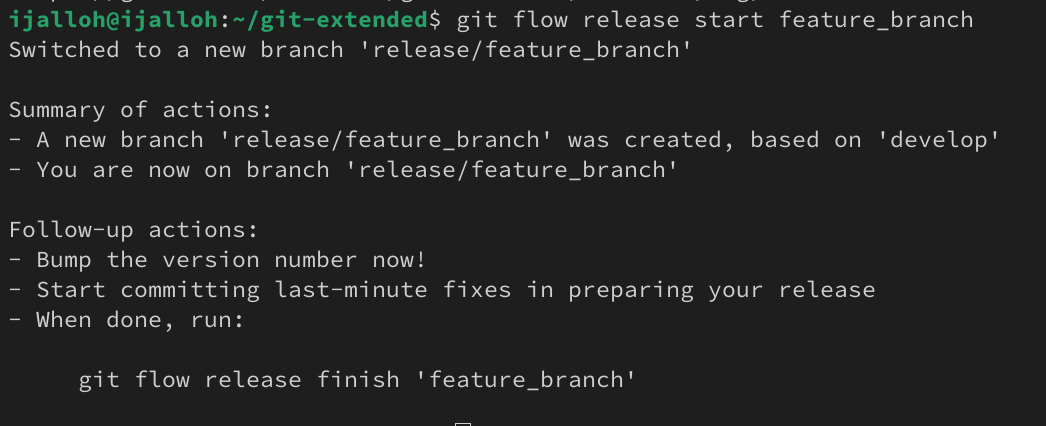 ijalloh@ijalloh:~/git-extended$ git flow release start feature_branch
Switched to a new branch 'release/feature_branch'
Summary of actions:
- A new branch 'release/feature_branch' was created, based on 'develop'
- You are now on branch 'release/feature_branch'
Follow-up actions:
- Bump the version number now!
- Start committing last-minute fixes in preparing your release
- When done, run:
git flow release finish 'feature_branch'